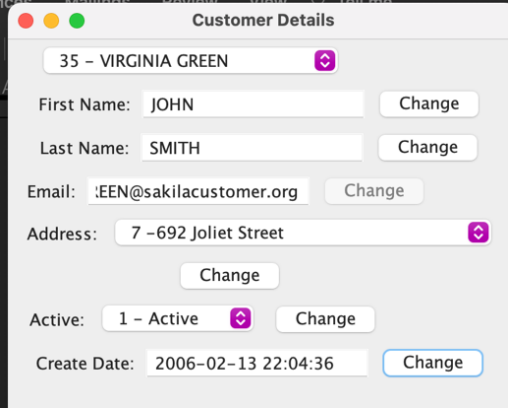 Customer Details
35 – VIRGINIA GREEN
First Name: JOHN Change
Last Name: SMITH Change
Email: EEN@sakilacustomer.org Change
Address: 7 –692 Joliet Street
Change
Active: 1 – Active Change
Create Date: 2006–02–13 22:04:36 Change